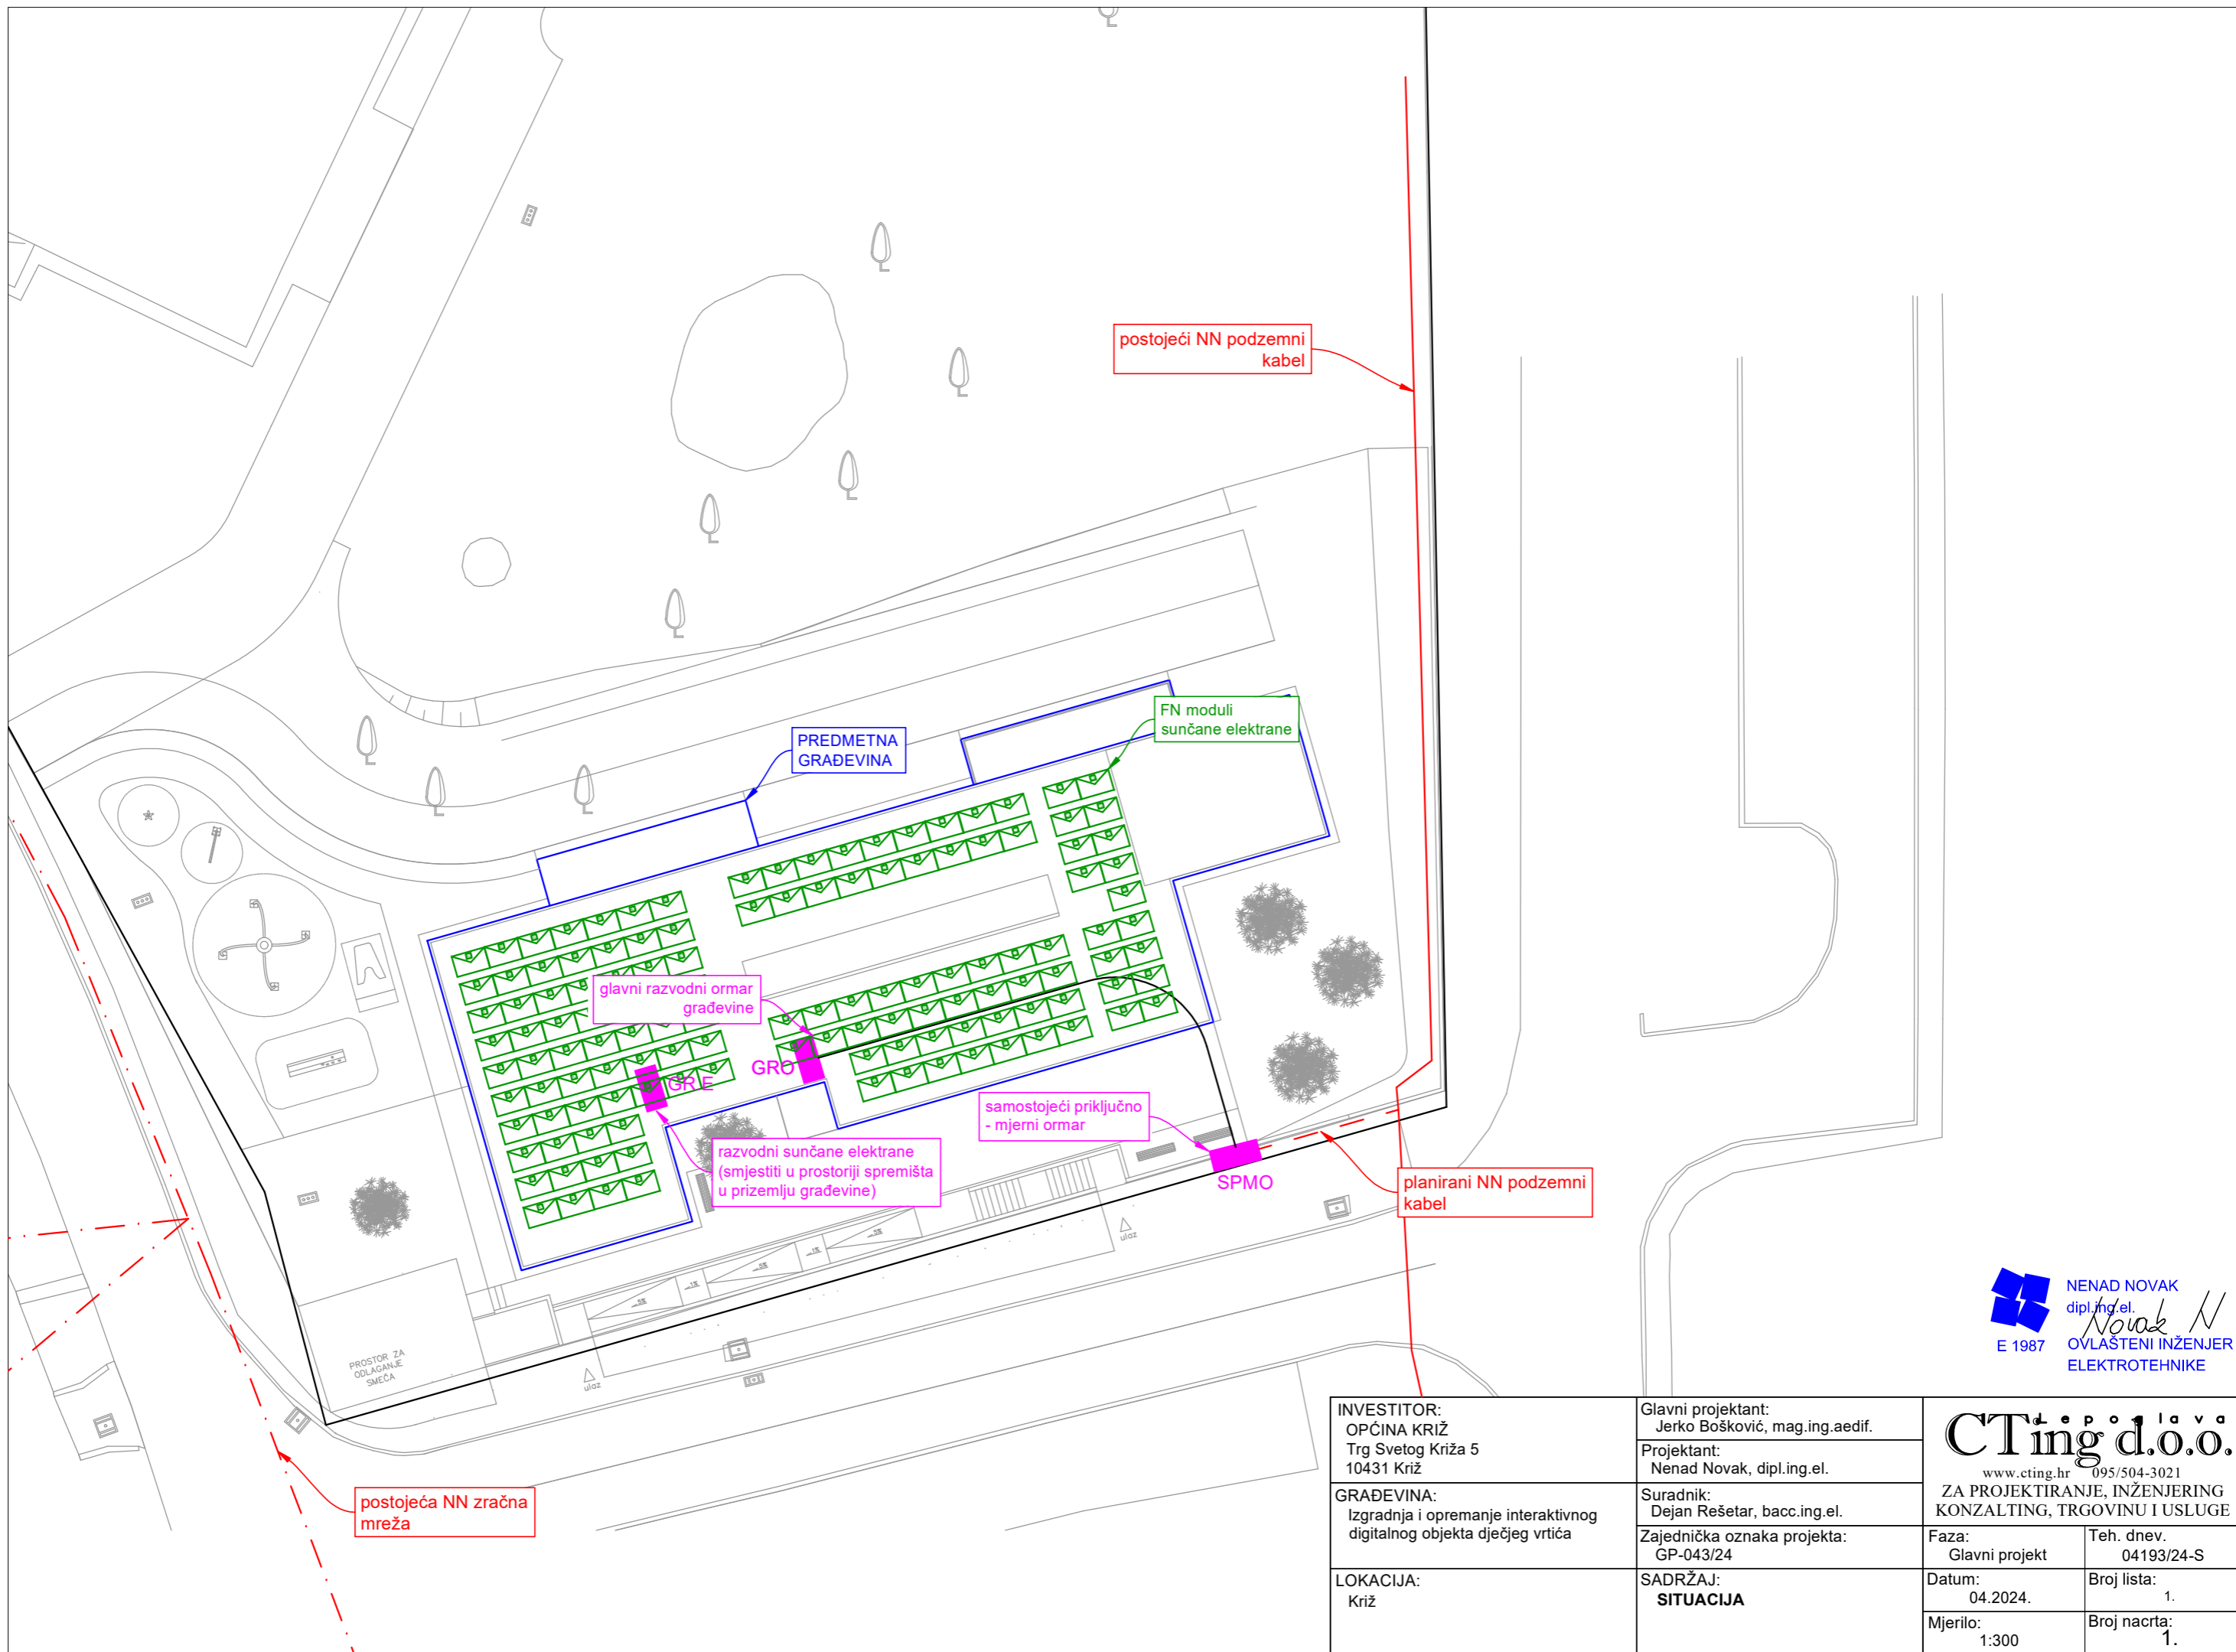 postojeći NN podzemni
kabel
FN moduli
sunčane elektrane
PREDMETNA
GRAĐEVINA
glavni razvodni ormar
građevine
GRO
GR E
samostojeći priključno
- mjerni ormar
razvodni sunčane elektrane
(smjestiti u prostoriji spremišta
u prizemlju građevine)
SPMO
planirani NN podzemni
kabel
ulaz
ulaz
PROSTOR ZA
ODLAGANJE
SMEĆA
postojeća NN zračna
mreža
NENAD NOVAK
dipl.ing.el.
Novak N
E 1987
OVLAŠTENI INŽENJER
ELEKTROTEHNIKE
INVESTITOR:
OPĆINA KRIŽ
Trg Svetog Križa 5
10431 Križ
GRAĐEVINA:
Izgradnja i opremanje interaktivnog
digitalnog objekta dječjeg vrtića
LOKACIJA:
Križ
Glavni projektant:
Jerko Bošković, mag.ing.aedif.
Projektant:
Nenad Novak, dipl.ing.el.
Suradnik:
Dejan Rešetar, bacc.ing.el.
Zajednička oznaka projekta:
GP-043/24
SADRŽAJ:
SITUACIJA
Lepoglava
CTing d.o.o.
www.cting.hr 095/504-3021
ZA PROJEKTIRANJE, INŽENJERING
KONZALTING, TRGOVINU I USLUGE
Faza:
Glavni projekt
Teh. dnev.
04193/24-S
Datum:
04.2024.
Broj lista:
1.
Mjerilo:
1:300
Broj nacrta:
1.